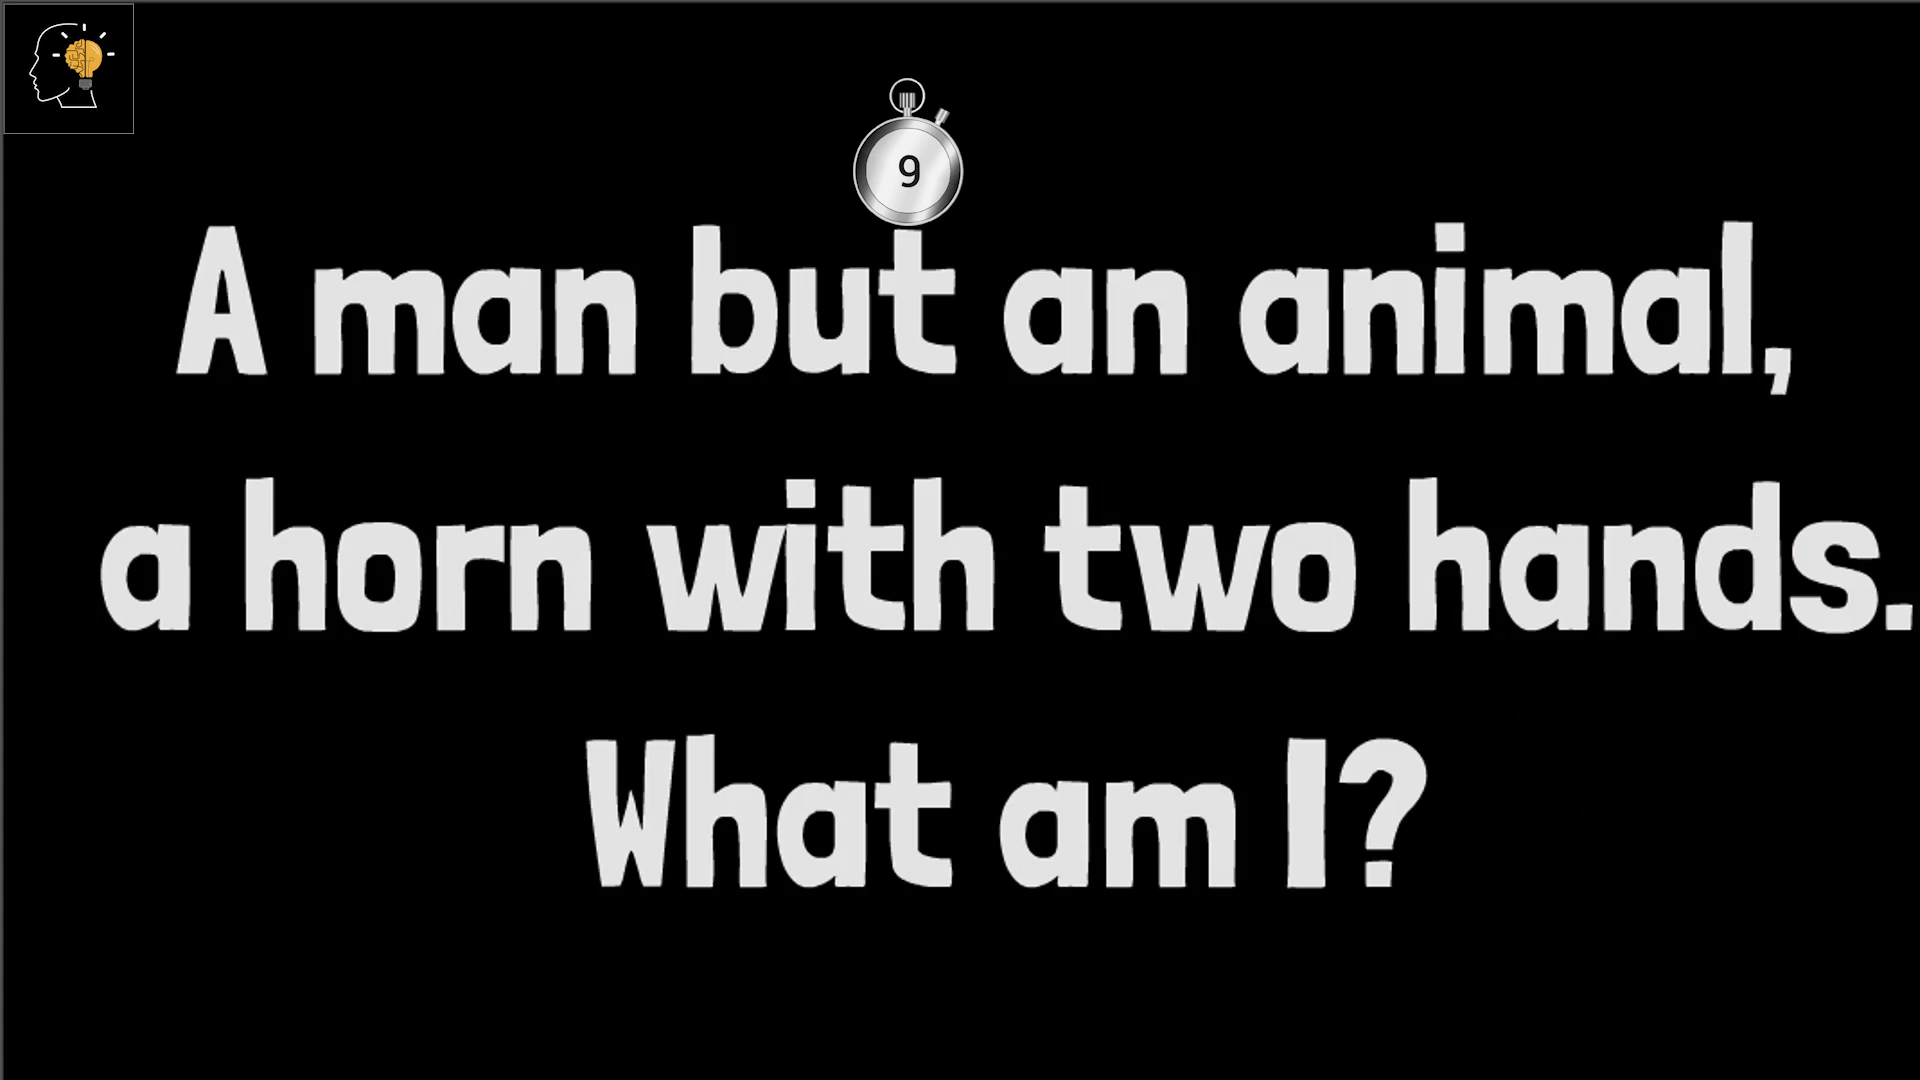 9
A man but an animal,
a horn with two hands.
What am I?